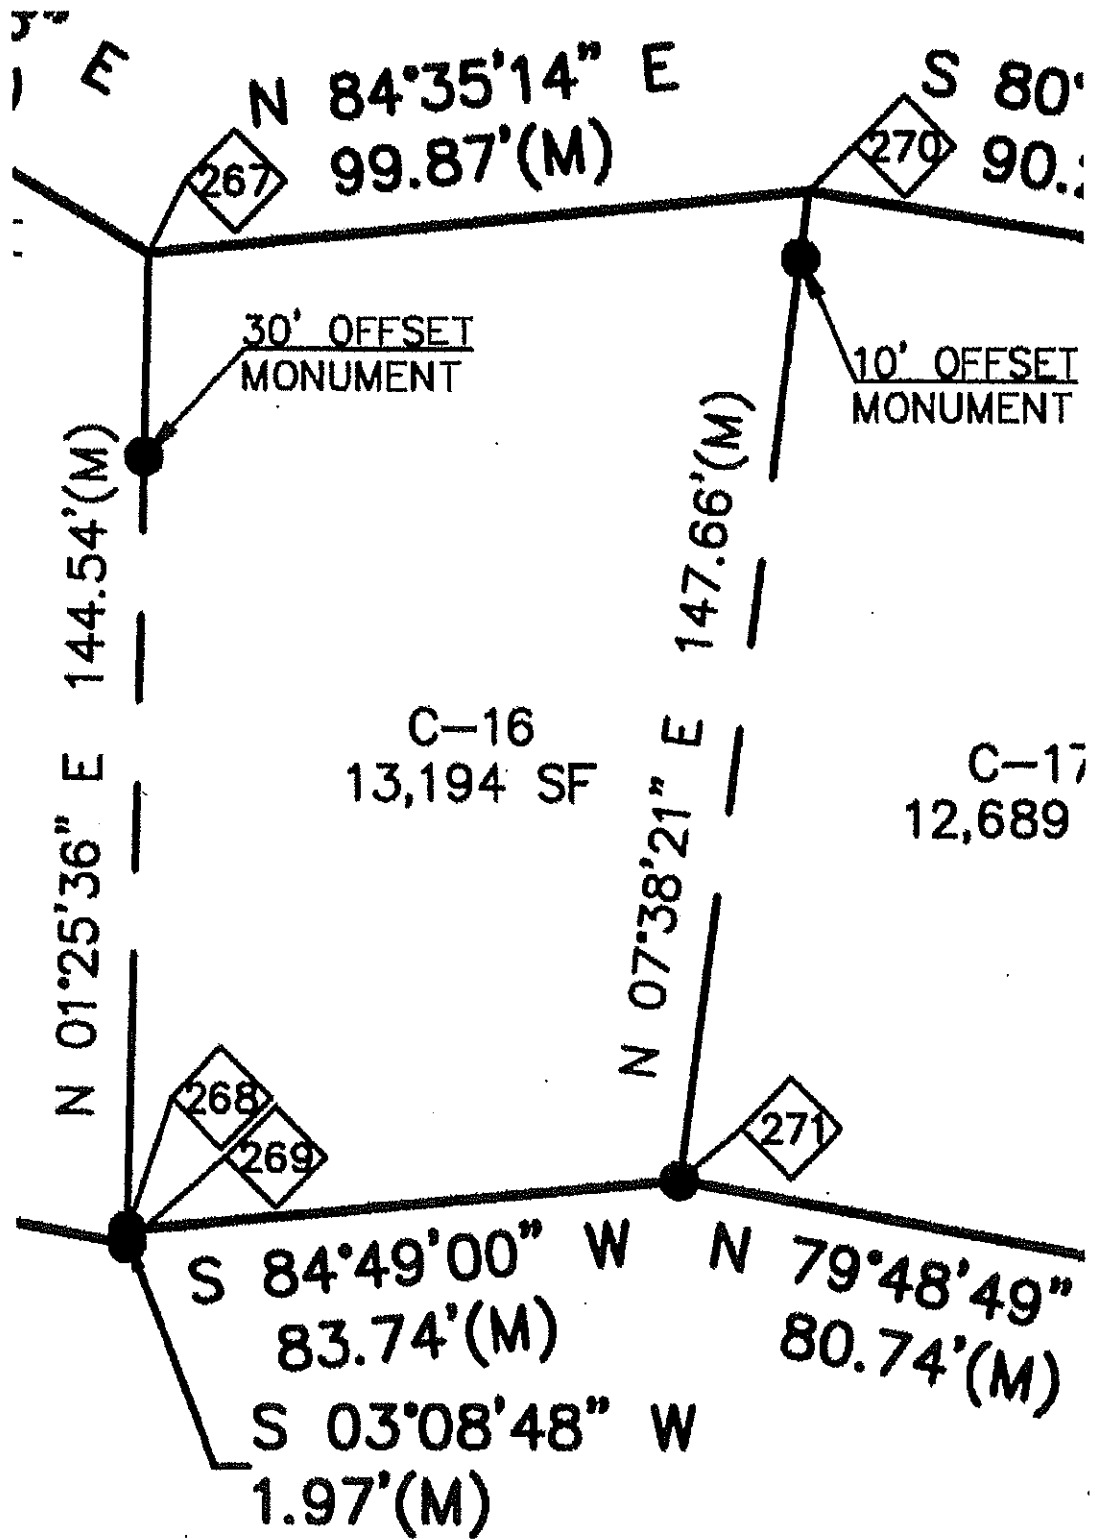 E
N 84°35'14" E
99.87'(M)
S 80°
90.
267
270
30' OFFSET
MONUMENT
10' OFFSET
MONUMENT
N 01°25'36" E 144.54'(M)
N 07°38'21" E 147.66'(M)
C-16
13,194 SF
C-17
12,689
268
269
271
S 84°49'00" W
83.74'(M)
N 79°48'49"
80.74'(M)
S 03°08'48" W
1.97'(M)